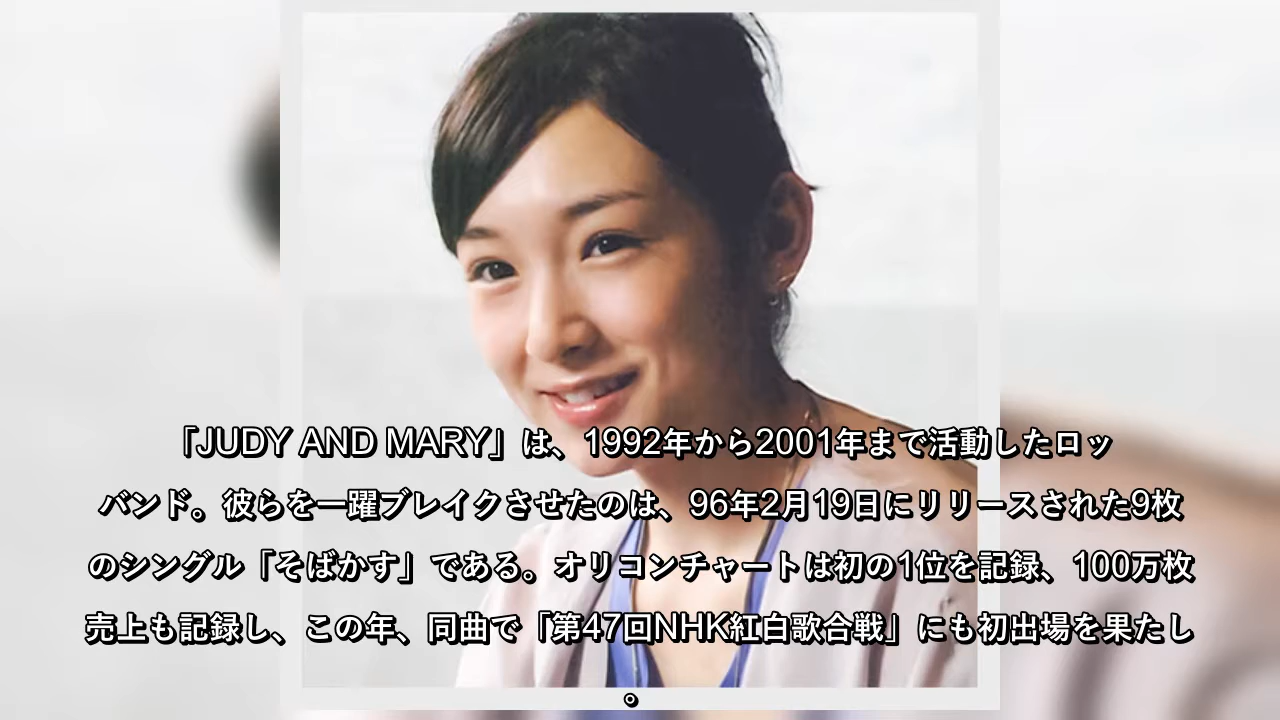 「JUDY AND MARY」は、1992年から2001年まで活動したロッ
バンド。彼らを一躍ブレイクさせたのは、96年2月19日にリリースされた9枚
のシングル「そばかす」である。オリコンチャートは初の1位を記録、100万枚
売上も記録し、この年、同曲で「第47回NHK紅白歌合戦」にも初出場を果たし
。